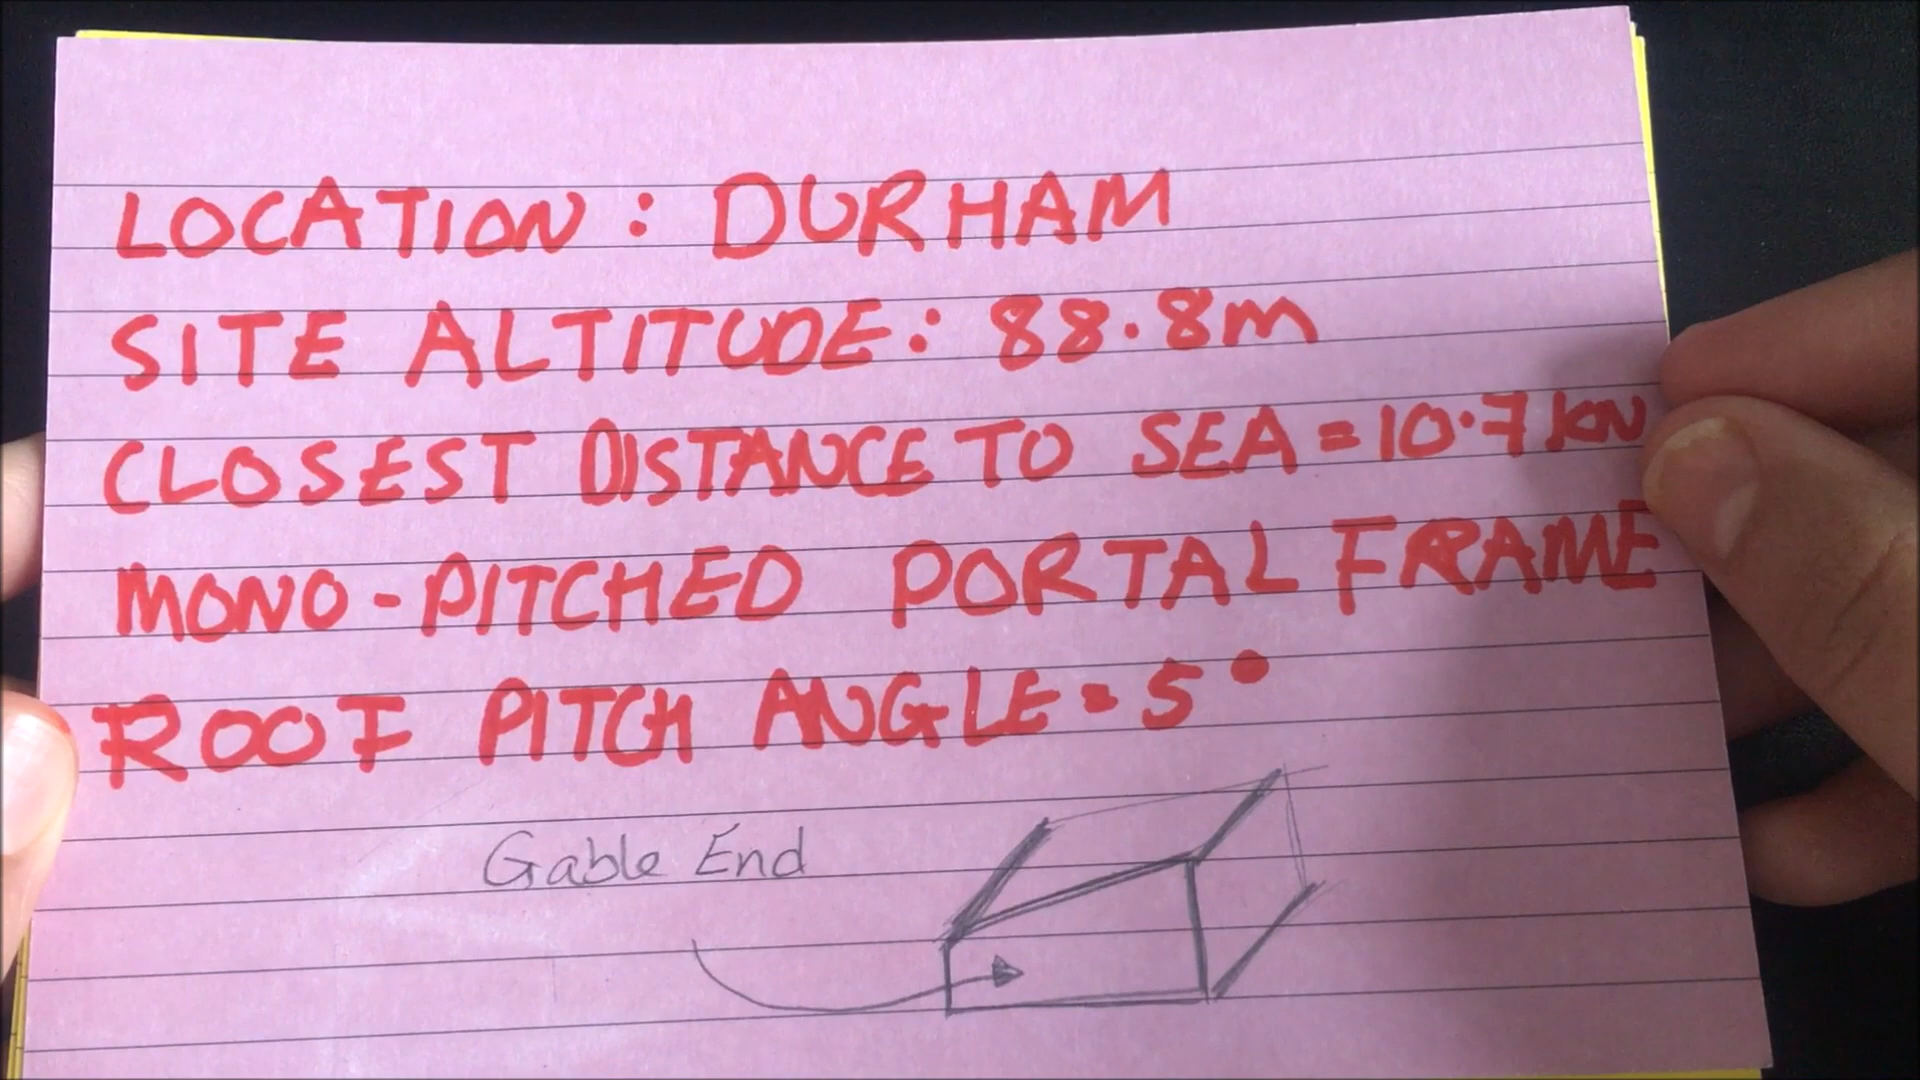 LOCATION : DURHAM
SITE ALTITUDE: 88.8m
CLOSEST DISTANCE TO SEA = 10.7 KN
MONO-PITCHED PORTAL FRAME
ROOF PITCH ANGLE = 5°
Gable End